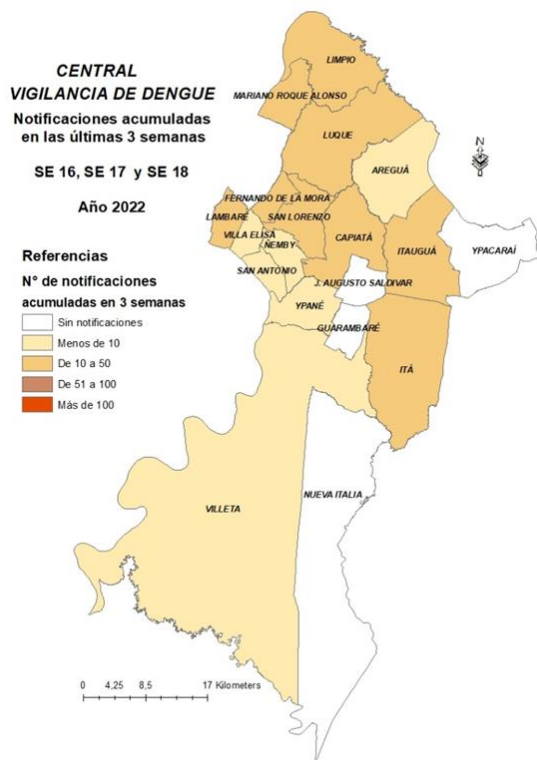 CENTRAL
VIGILANCIA DE DENGUE
Notificaciones acumuladas
en las últimas 3 semanas
SE 16, SE 17 y SE 18
Año 2022
Referencias
N° de notificaciones
acumuladas en 3 semanas
Sin notificaciones
Menos de 10
De 10 a 50
De 51 a 100
Más de 100
LIMPIO
MARIANO ROQUE ALONSO
LUQUE
N
AREGUÁ
FERNANDO DE LA MORA
LAMBARÉ
SAN LORENZO
VILLA ELISA
CAPIATÁ
ITAUGUÁ
YPACARAÍ
ÑEMBY
SAN ANTONIO
J. AUGUSTO SALDIVAR
YPANÉ
GUARAMBARÉ
ITÁ
NUEVA ITALIA
VILLETA
0 4,25 8,5 17 Kilometers